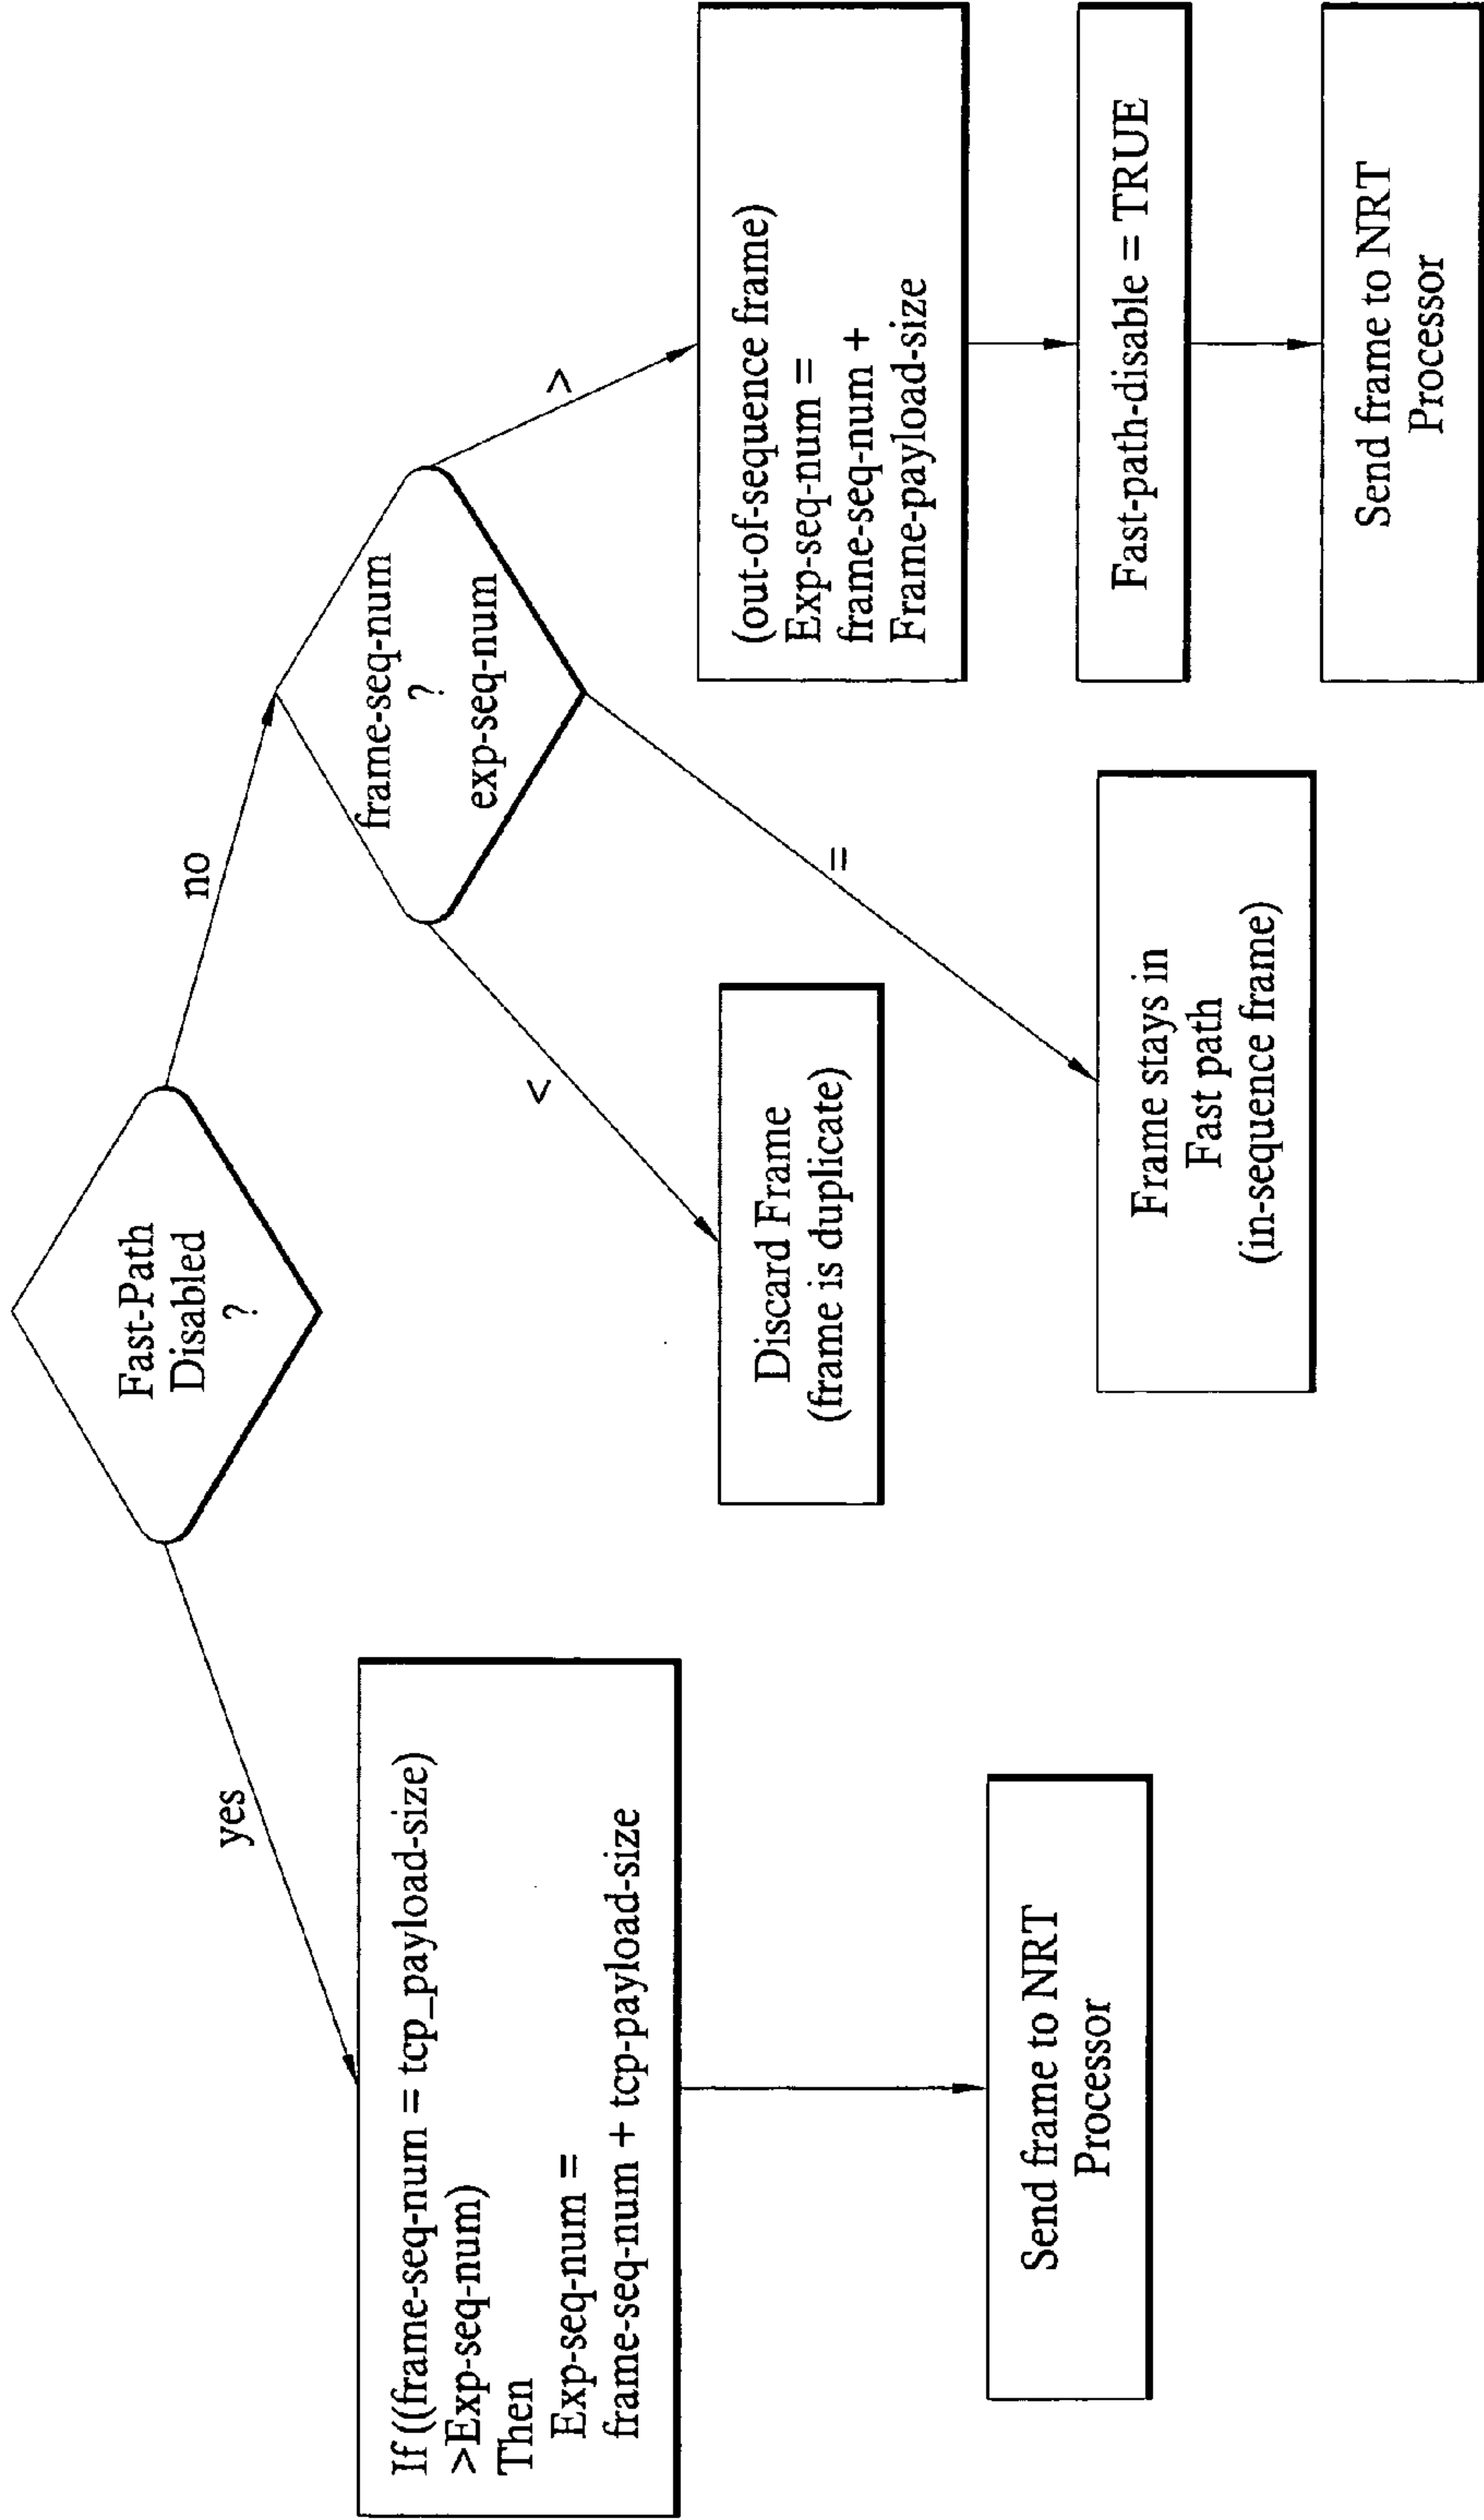 Fast-Path
Disabled
?
yes
no
If ((frame-seq-num = tcp_payload-size)
>Exp-seq-num)
Then
Exp-seq-num =
frame-seq-num + tcp-payload-size
Send frame to NRT
Processor
frame-seq-num
?
exp-seq-num
<
=
>
Discard Frame
(frame is duplicate)
Frame stays in
Fast path
(in-sequence frame)
(out-of-sequence frame)
Exp-seq-num =
frame-seq-num +
Frame-payload-size
Fast-path-disable = TRUE
Send frame to NRT
Processor